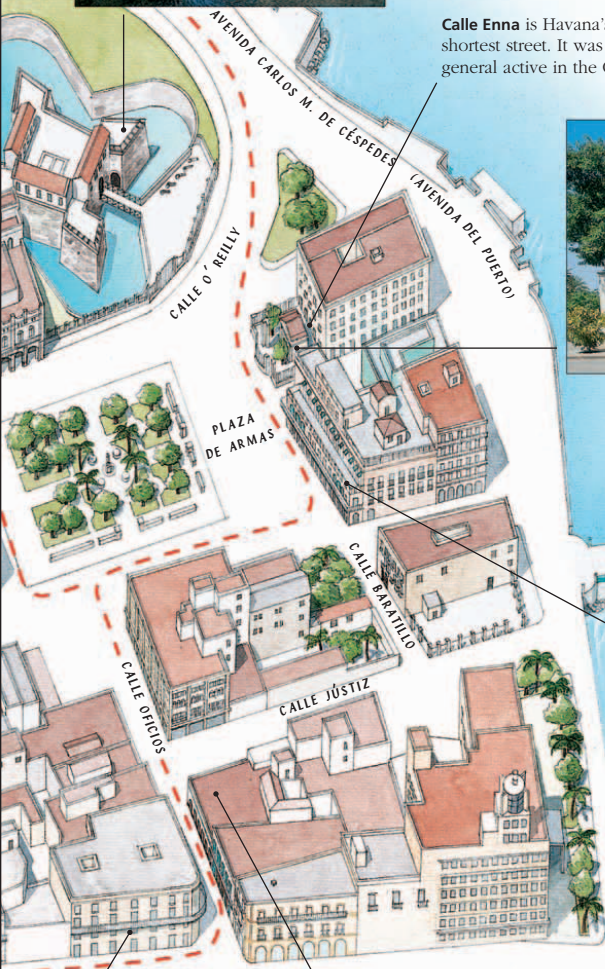 Calle Enna is Havana's
shortest street. It was
general active in the
AVENIDA CARLOS M. DE CÉSPEDES
(AVENIDA DEL PUERTO)
CALLE O´REILLY
PLAZA
DE ARMAS
CALLE BARATILLO
CALLE JÚSTIZ
CALLE OFICIOS